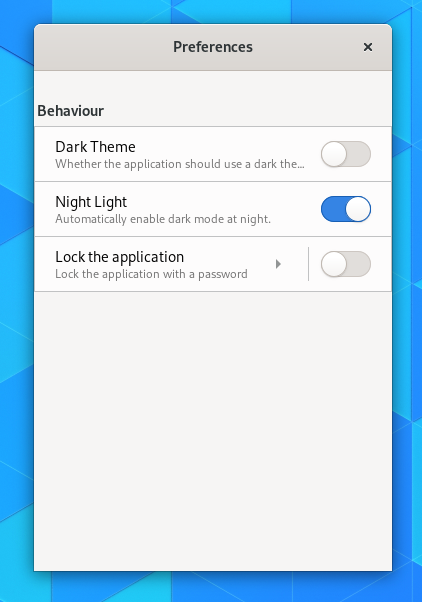 Preferences
Behaviour
Dark Theme
Whether the application should use a dark the...
Night Light
Automatically enable dark mode at night.
Lock the application
Lock the application with a password